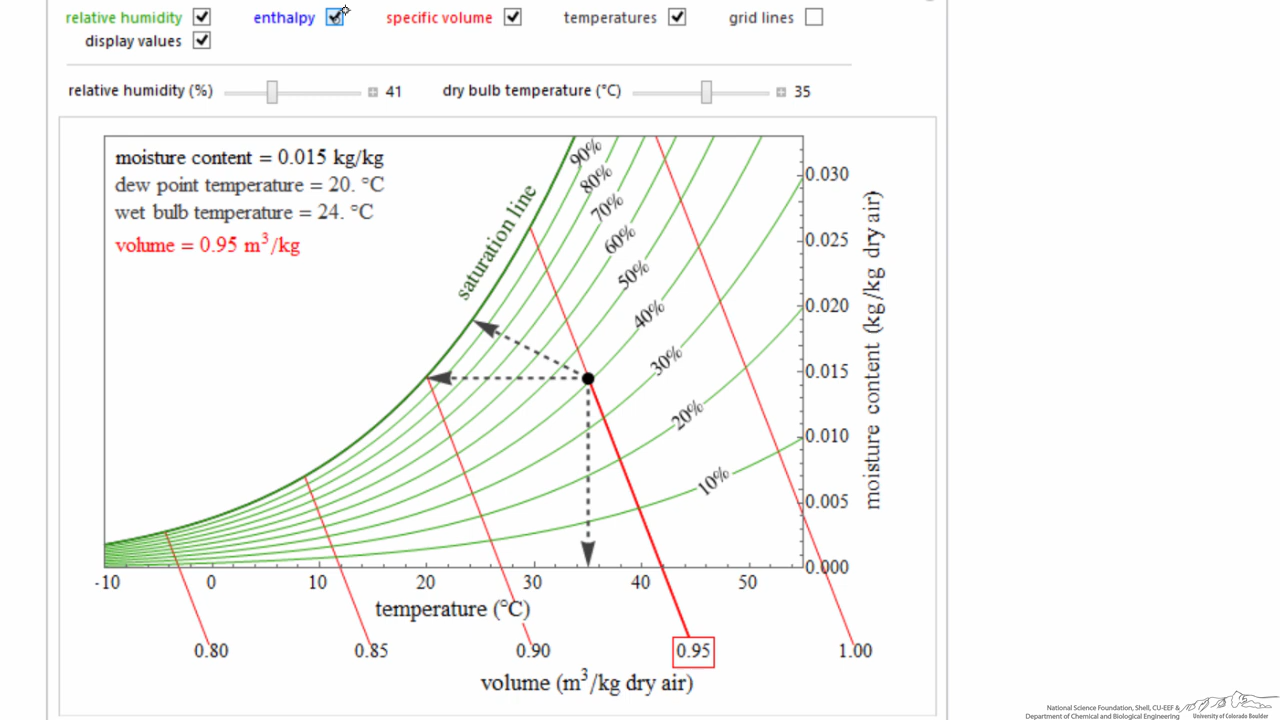 relative humidity enthalpy specific volume temperatures grid lines
display values
relative humidity (%) 41 dry bulb temperature (°C) 35
moisture content = 0.015 kg/kg
dew point temperature = 20. °C
wet bulb temperature = 24. °C
volume = 0.95 m³/kg
saturation line
90%
80%
70%
60%
50%
40%
30%
20%
10%
0.030
0.025
0.020
0.015
0.010
0.005
0.000
moisture content (kg/kg dry air)
-10 0 10 20 30 40 50
temperature (°C)
0.80 0.85 0.90 0.95 1.00
volume (m³/kg dry air)
National Science Foundation, Shell, CU-EEF &
Department of Chemical and Biological Engineering
University of Colorado Boulder